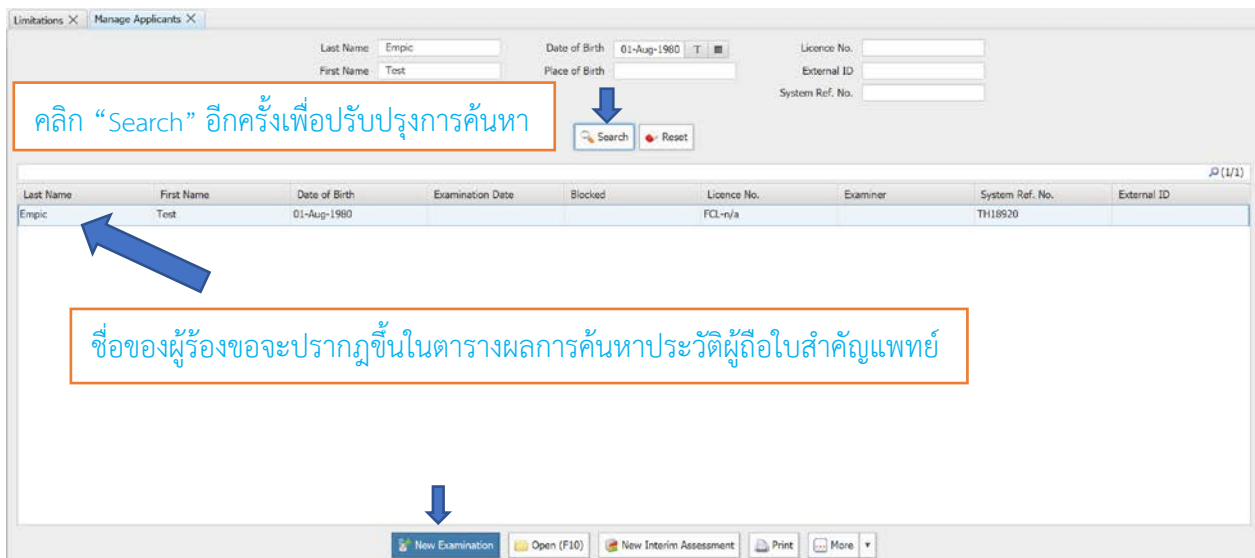 Limitations X Manage Applicants X
Last Name Empic Date of Birth 01-Aug-1980 T Licence No.
First Name Test Place of Birth External ID
System Ref. No.
คลิก “Search” อีกครั้งเพื่อปรับปรุงการค้นหา
Search Reset
(1/1)
Last Name First Name Date of Birth Examination Date Blocked Licence No. Examiner System Ref. No. External ID
Empic Test 01-Aug-1980 FCL-n/a TH18920
ชื่อของผู้ร้องขอจะปรากฎขึ้นในตารางผลการค้นหาประวัติผู้ถือใบสำคัญแพทย์
New Examination Open (F10) New Interim Assessment Print More